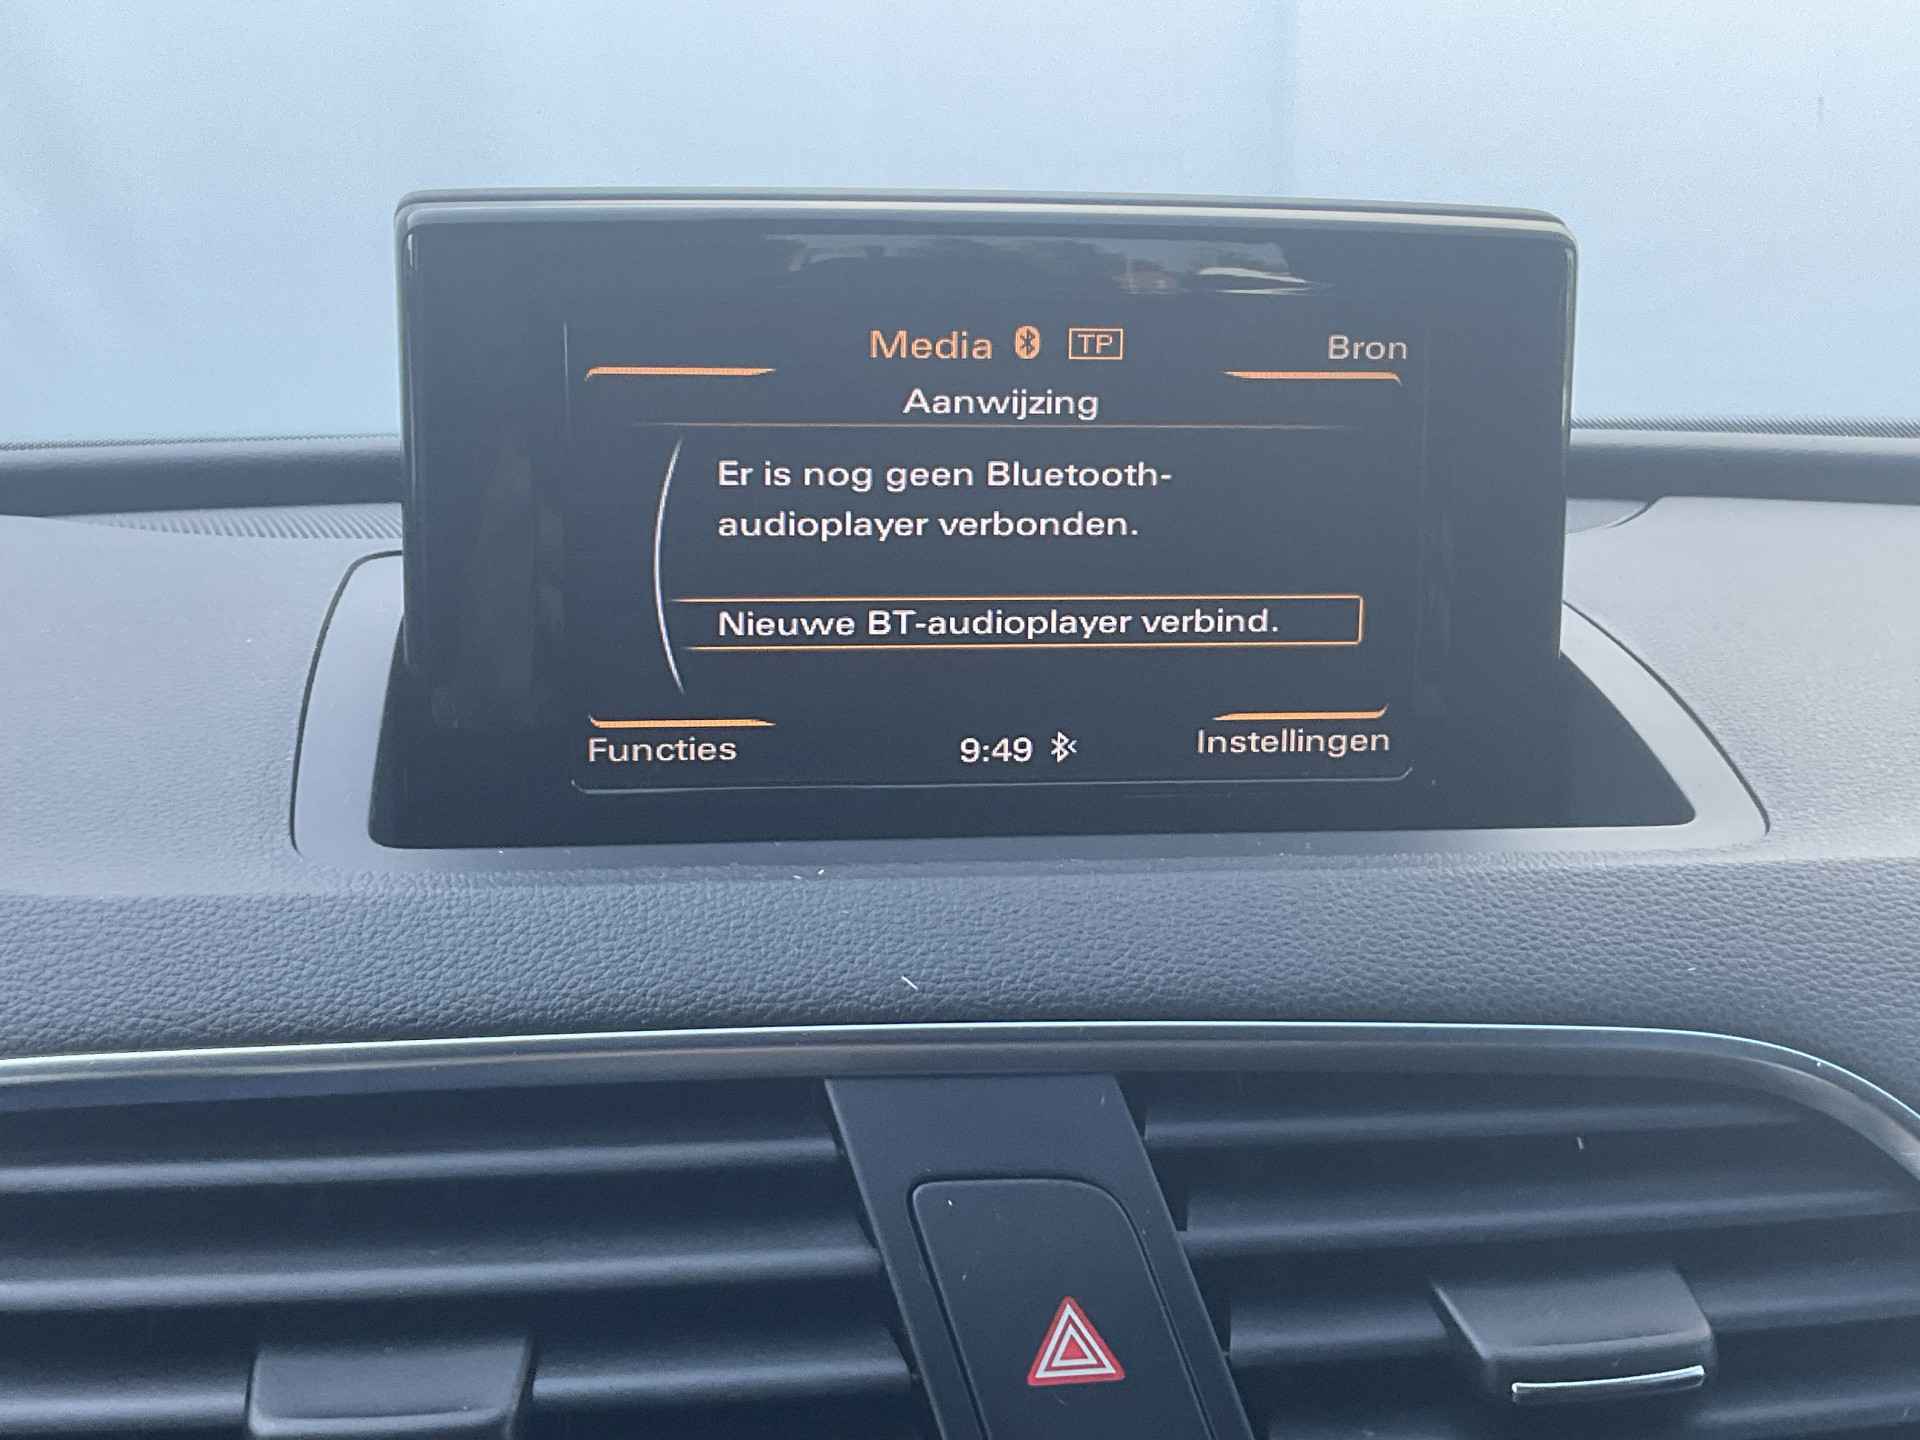 Media TP Bron
Aanwijzing
Er is nog geen Bluetooth-
audioplayer verbonden.
Nieuwe BT-audioplayer verbind.
Functies 9:49 Instellingen